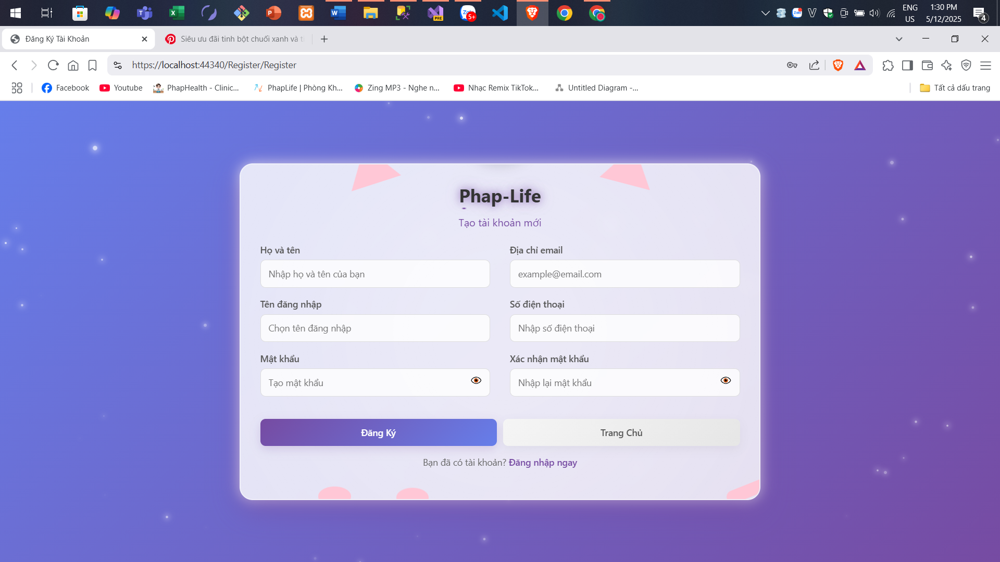 ENG
US
1:30 PM
5/12/2025
4
5+
PRE
Zalo
Đăng Ký Tài Khoản
Siêu ưu đãi tinh bột chuối xanh và ti
https://localhost:44340/Register/Register
Facebook
Youtube
PhapHealth - Clinic...
PhapLife | Phòng Kh...
Zing MP3 - Nghe n...
Nhạc Remix TikTok...
Untitled Diagram -...
Tất cả dấu trang
Phap-Life
Tạo tài khoản mới
Họ và tên
Địa chỉ email
Nhập họ và tên của bạn
example@email.com
Tên đăng nhập
Số điện thoại
Chọn tên đăng nhập
Nhập số điện thoại
Mật khẩu
Xác nhận mật khẩu
Tạo mật khẩu
Nhập lại mật khẩu
Đăng Ký
Trang Chủ
Bạn đã có tài khoản? Đăng nhập ngay